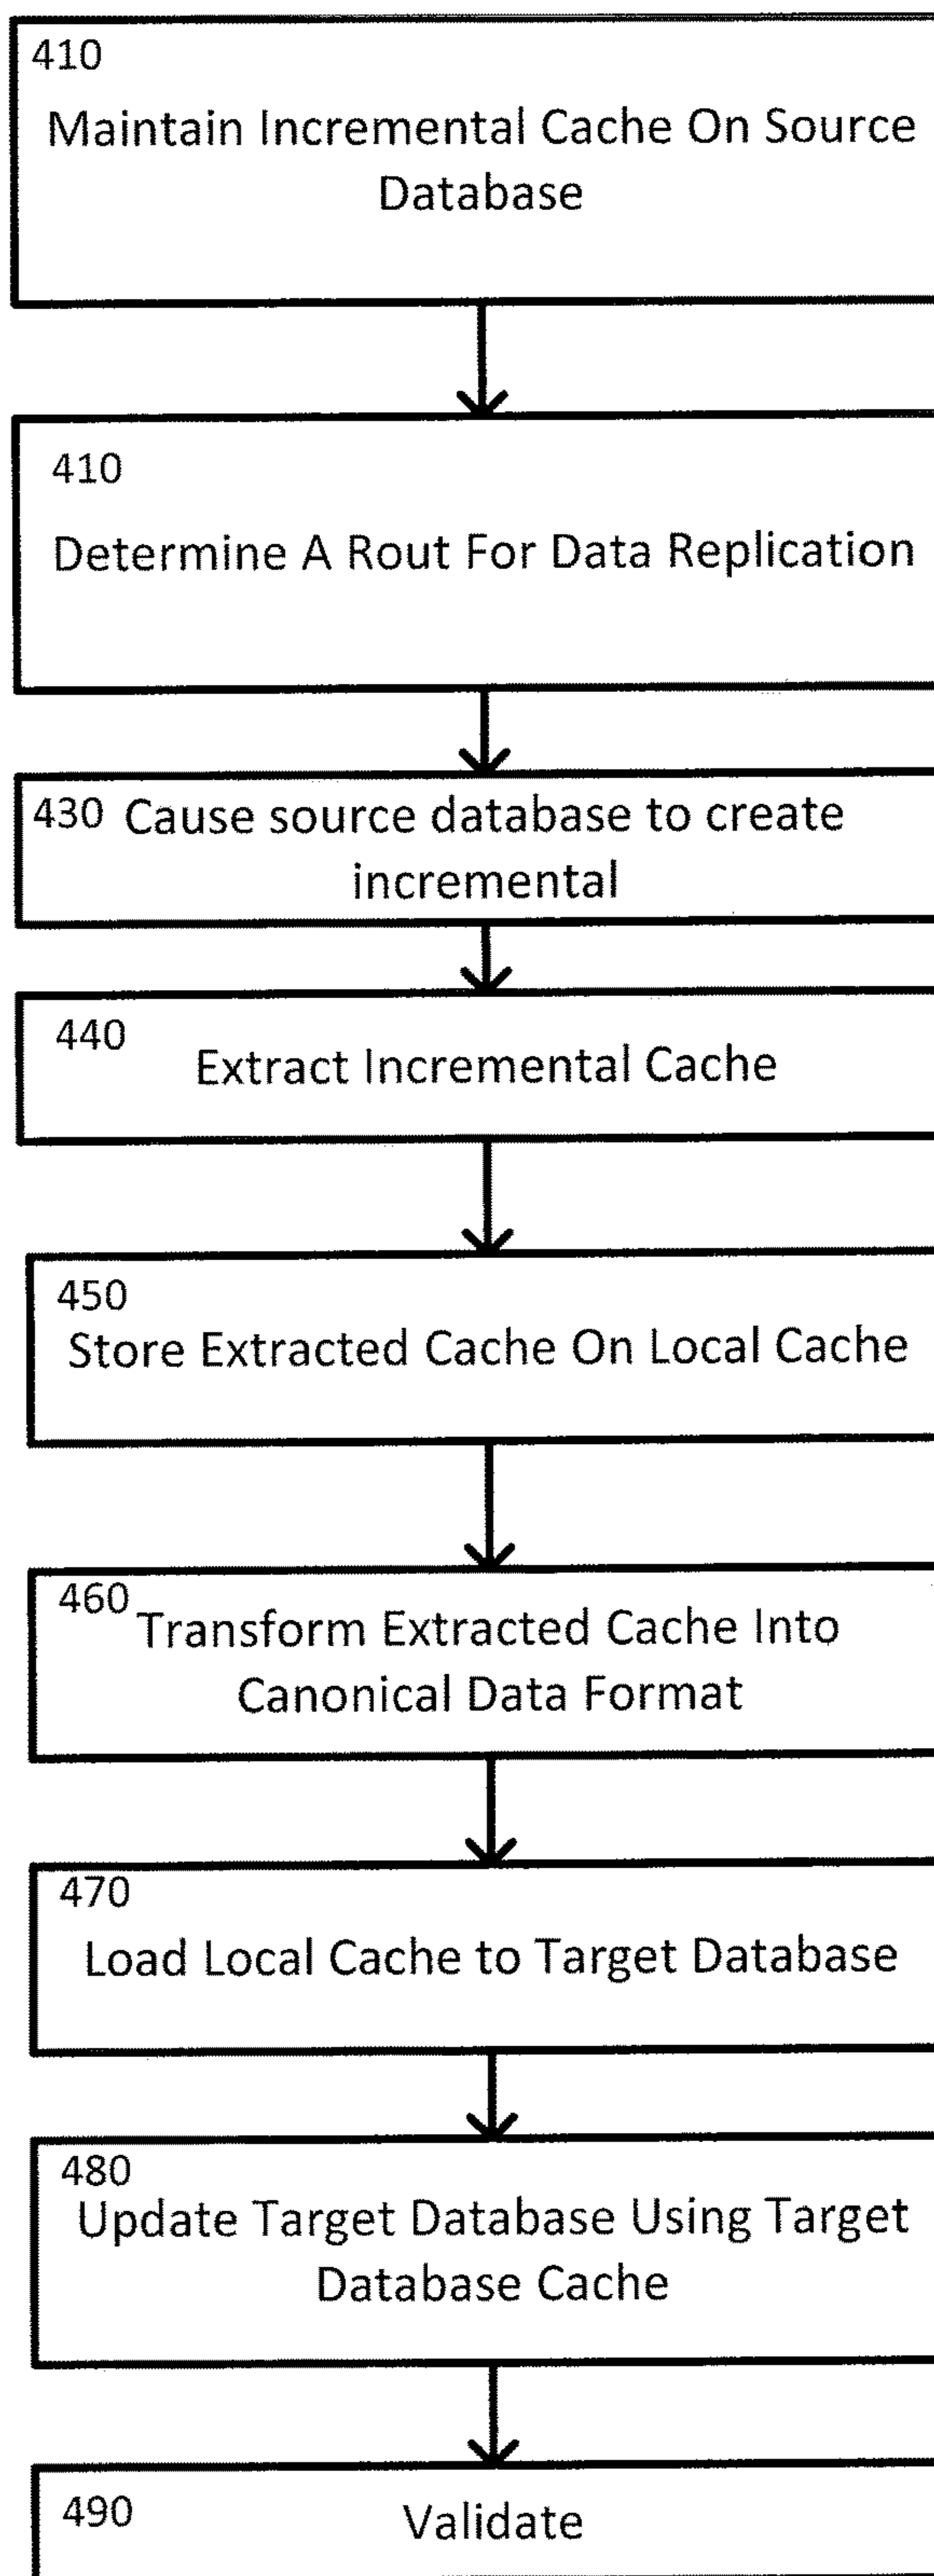 410
Maintain Incremental Cache On Source
Database
410
Determine A Rout For Data Replication
430 Cause source database to create
incremental
440
Extract Incremental Cache
450
Store Extracted Cache On Local Cache
460
Transform Extracted Cache Into
Canonical Data Format
470
Load Local Cache to Target Database
480
Update Target Database Using Target
Database Cache
490 Validate